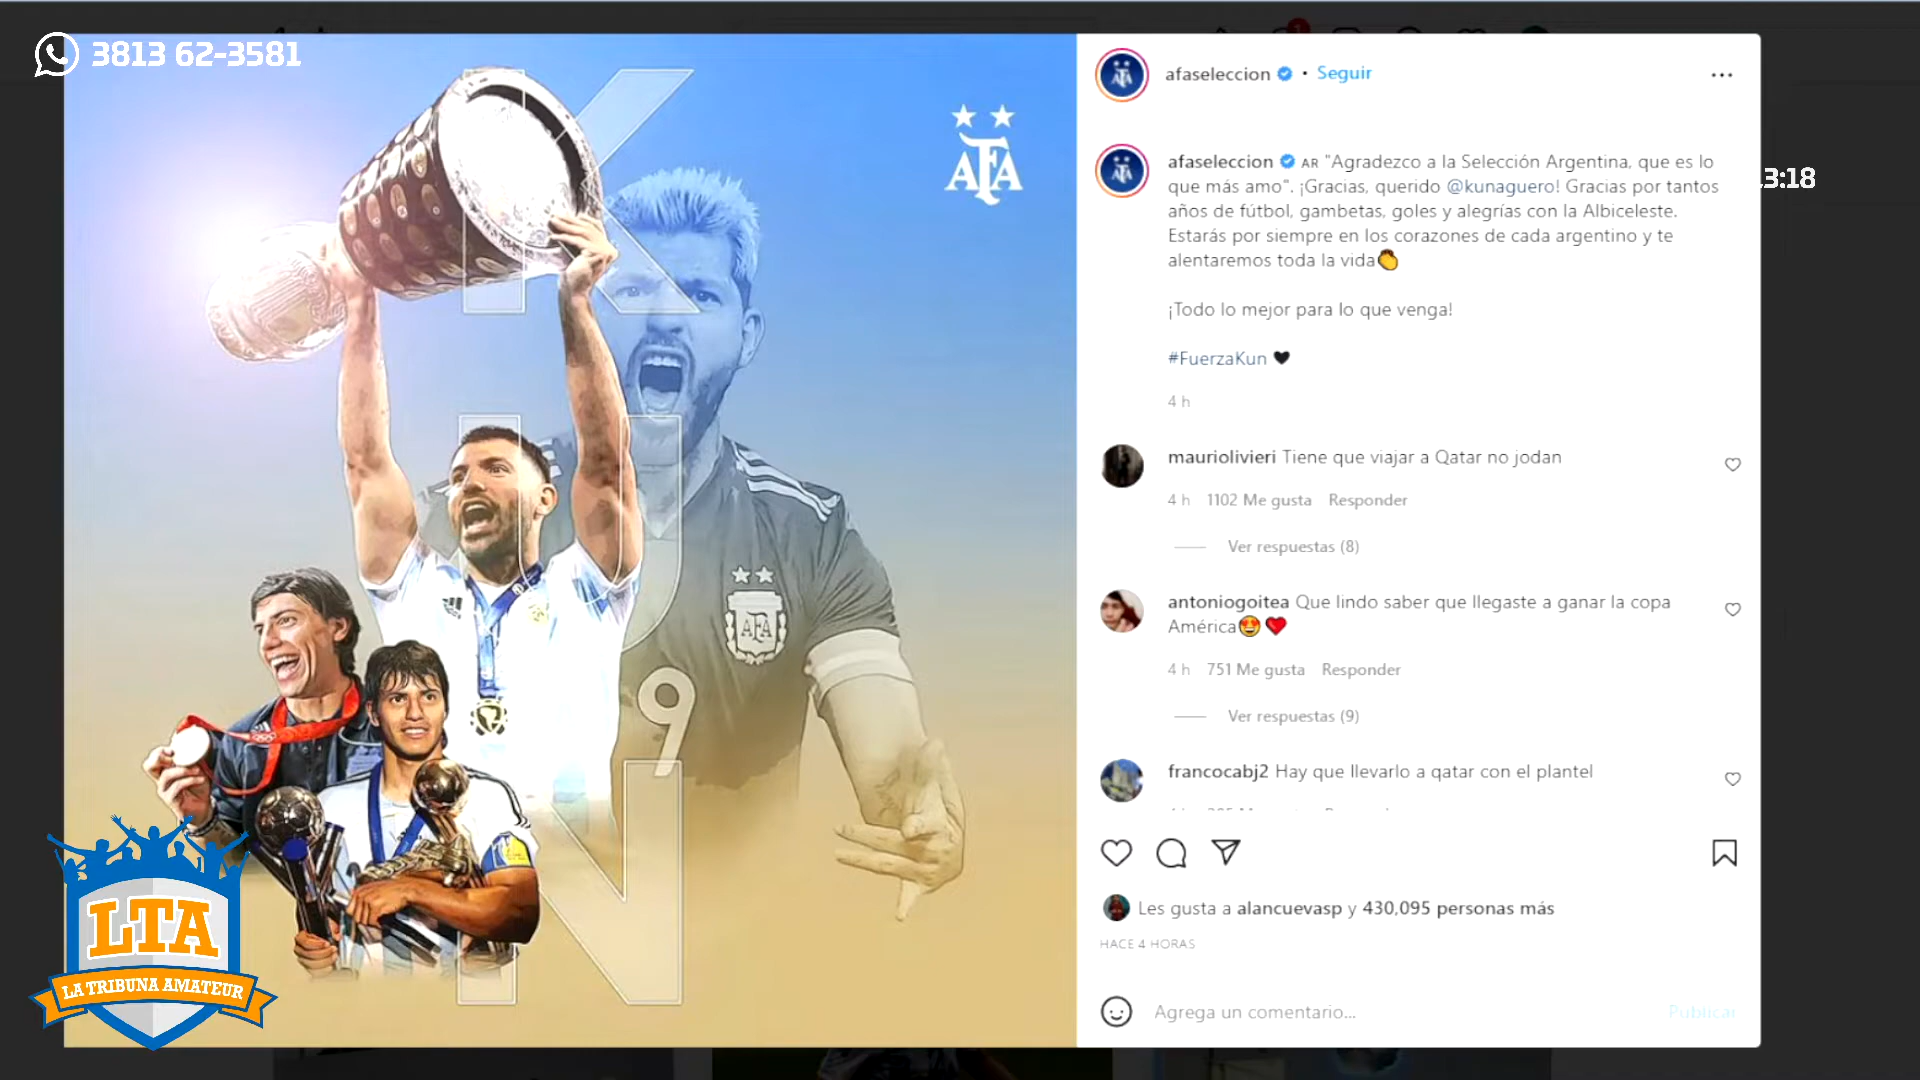 3813 62-3581
K
U
N
AFA
AFA
9
LTA
LA TRIBUNA AMATEUR
13:18
afaseleccion • Seguir
afaseleccion AR "Agradezco a la Selección Argentina, que es lo
que más amo". ¡Gracias, querido @kunaguero! Gracias por tantos
años de fútbol, gambetas, goles y alegrías con la Albiceleste.
Estarás por siempre en los corazones de cada argentino y te
alentaremos toda la vida👏
¡Todo lo mejor para lo que venga!
#FuerzaKun 🖤
4 h
mauriolivieri Tiene que viajar a Qatar no jodan
4 h 1102 Me gusta Responder
Ver respuestas (8)
antoniogoitea Que lindo saber que llegaste a ganar la copa
América😍❤️
4 h 751 Me gusta Responder
Ver respuestas (9)
francocabj2 Hay que llevarlo a qatar con el plantel
Les gusta a alancuevasp y 430,095 personas más
HACE 4 HORAS
Agrega un comentario...
Publicar